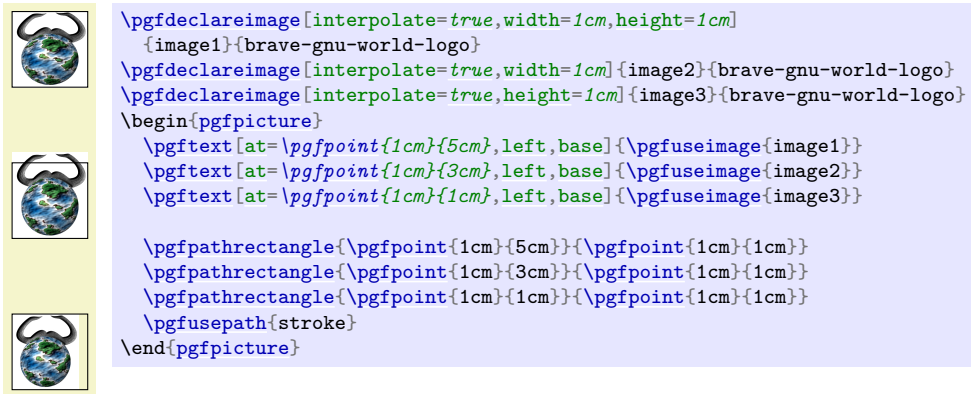 \pgfdeclareimage[interpolate=true,width=1cm,height=1cm]
  {image1}{brave-gnu-world-logo}
\pgfdeclareimage[interpolate=true,width=1cm]{image2}{brave-gnu-world-logo}
\pgfdeclareimage[interpolate=true,height=1cm]{image3}{brave-gnu-world-logo}
\begin{pgfpicture}
  \pgftext[at=\pgfpoint{1cm}{5cm},left,base]{\pgfuseimage{image1}}
  \pgftext[at=\pgfpoint{1cm}{3cm},left,base]{\pgfuseimage{image2}}
  \pgftext[at=\pgfpoint{1cm}{1cm},left,base]{\pgfuseimage{image3}}

  \pgfpathrectangle{\pgfpoint{1cm}{5cm}}{\pgfpoint{1cm}{1cm}}
  \pgfpathrectangle{\pgfpoint{1cm}{3cm}}{\pgfpoint{1cm}{1cm}}
  \pgfpathrectangle{\pgfpoint{1cm}{1cm}}{\pgfpoint{1cm}{1cm}}
  \pgfusepath{stroke}
\end{pgfpicture}